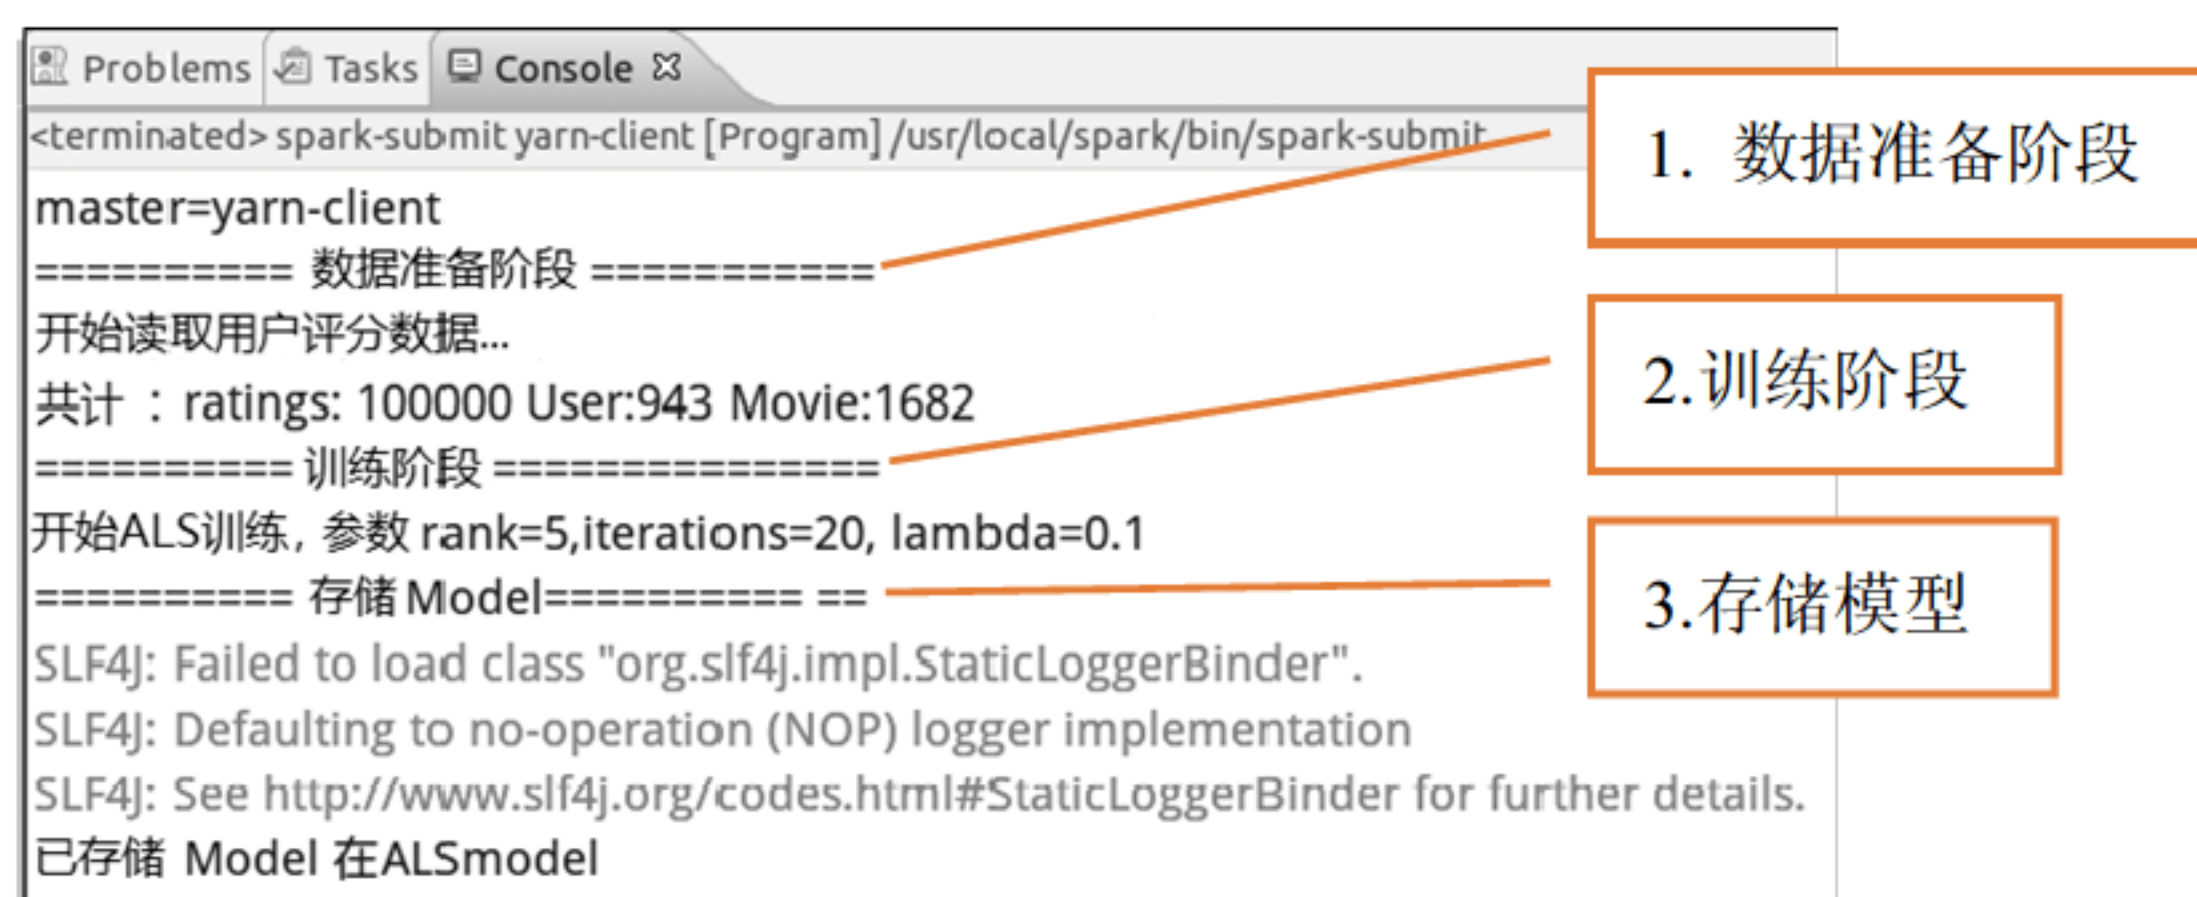 Problems Tasks Console
<terminated> spark-submit yarn-client [Program] /usr/local/spark/bin/spark-submit
master=yarn-client
========== 数据准备阶段 ===========
开始读取用户评分数据...
共计 : ratings: 100000 User:943 Movie:1682
========== 训练阶段 ===============
开始ALS训练, 参数 rank=5,iterations=20, lambda=0.1
========== 存储 Model========== ==
SLF4J: Failed to load class "org.slf4j.impl.StaticLoggerBinder".
SLF4J: Defaulting to no-operation (NOP) logger implementation
SLF4J: See http://www.slf4j.org/codes.html#StaticLoggerBinder for further details.
已存储 Model 在ALSmodel
1. 数据准备阶段
2.训练阶段
3.存储模型